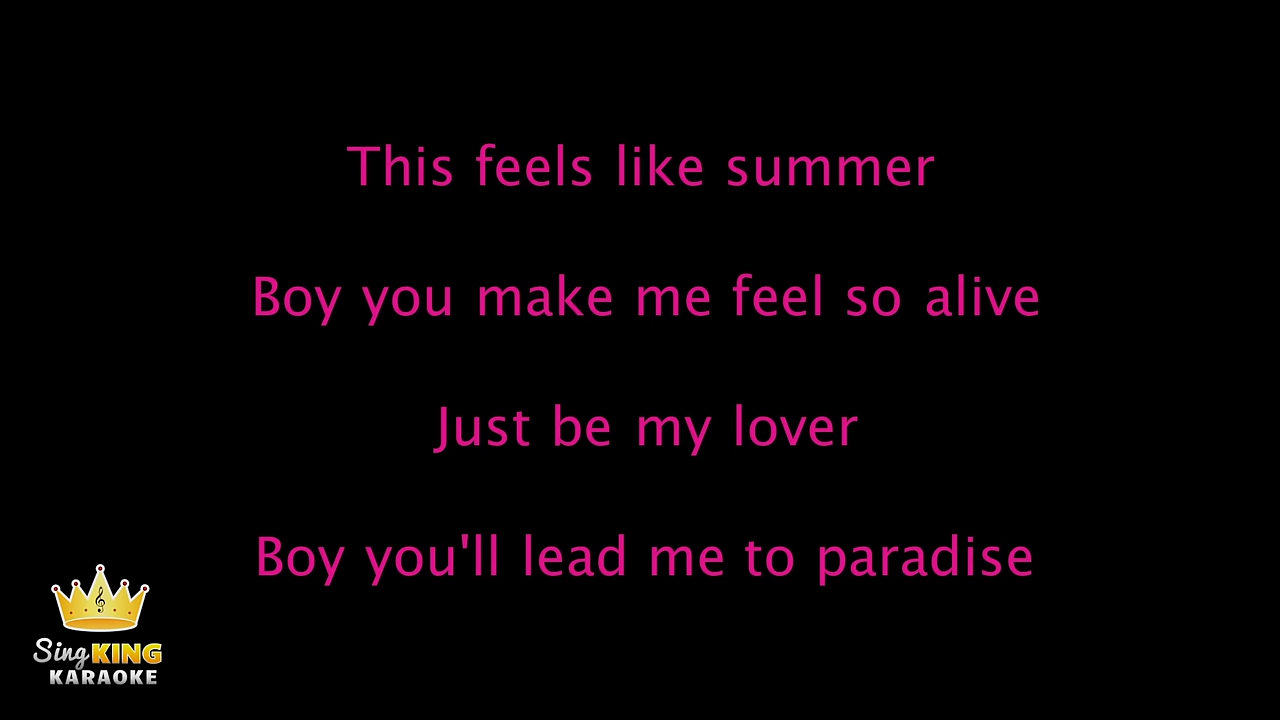 This feels like summer
Boy you make me feel so alive
Just be my lover
Boy you'll lead me to paradise
Sing KING
KARAOKE